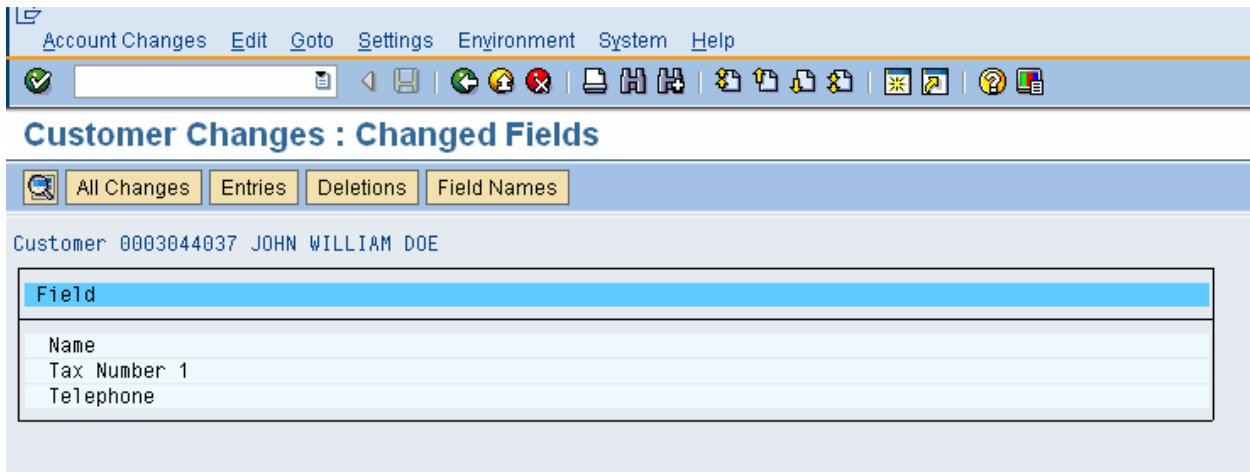 Account Changes Edit Goto Settings Environment System Help
Customer Changes : Changed Fields
All Changes Entries Deletions Field Names
Customer 0003044037 JOHN WILLIAM DOE
Field
Name
Tax Number 1
Telephone